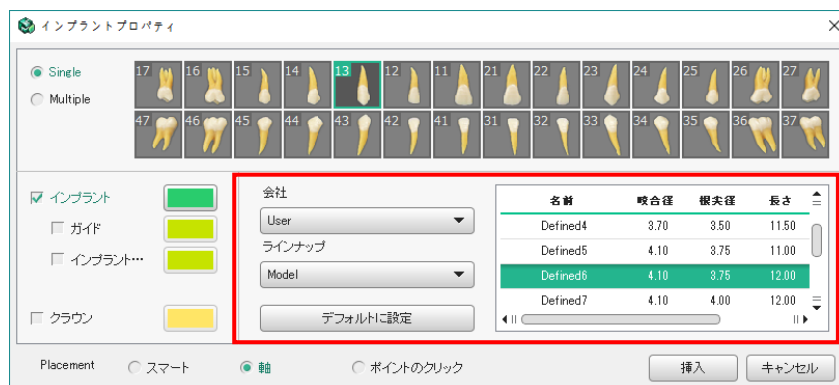 インプラントプロパティ
Single
Multiple
17 16 15 14 13 12 11 21 22 23 24 25 26 27
47 46 45 44 43 42 41 31 32 33 34 35 36 37
インプラント
ガイド
インプラント…
クラウン
会社
User
ラインナップ
Model
デフォルトに設定
名前 咬合径 根尖径 長さ
Defined4 3.70 3.50 11.50
Defined5 4.10 3.75 11.00
Defined6 4.10 3.75 12.00
Defined7 4.10 4.00 12.00
Placement スマート 軸 ポイントのクリック 挿入 キャンセル